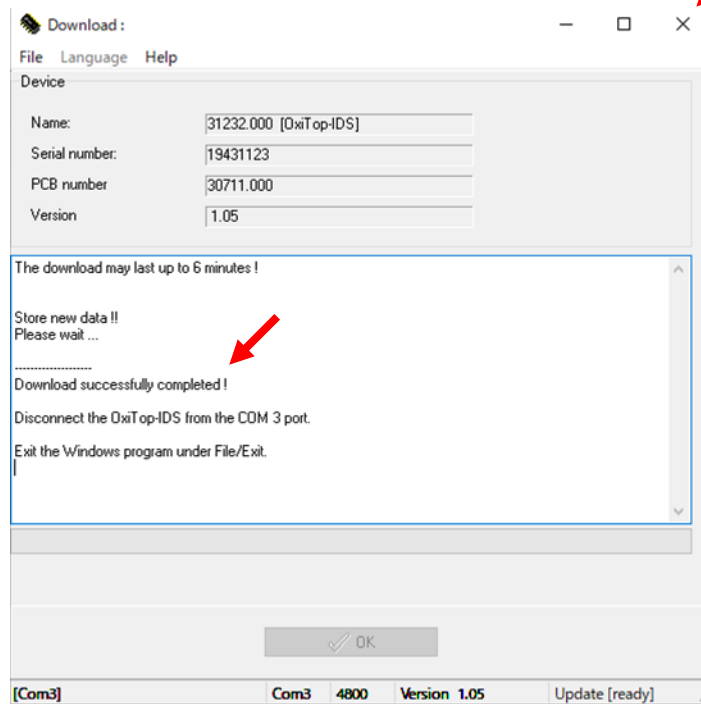 Download :
File Language Help
Device
Name: 31232.000 [OxiTop-IDS]
Serial number: 19431123
PCB number 30711.000
Version 1.05
The download may last up to 6 minutes !
Store new data !!
Please wait ...
--------------------
Download successfully completed !
Disconnect the OxiTop-IDS from the COM 3 port.
Exit the Windows program under File/Exit.
OK
[Com3] Com3 4800 Version 1.05 Update [ready]